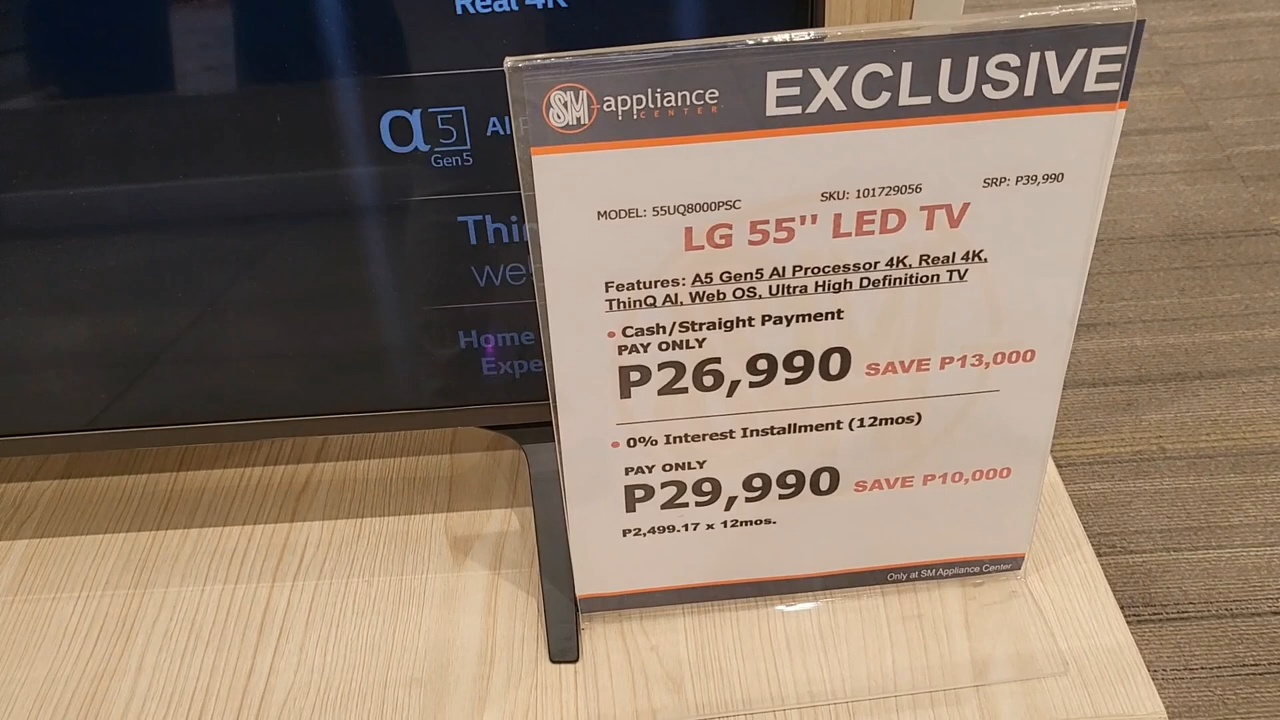 Real 4K
α5
Gen5
AI
Home
SM appliance
CENTER
EXCLUSIVE
MODEL: 55UQ8000PSC
SKU: 101729056
SRP: P39,990
LG 55'' LED TV
Features: A5 Gen5 AI Processor 4K, Real 4K,
ThinQ AI, Web OS, Ultra High Definition TV
• Cash/Straight Payment
PAY ONLY
P26,990 SAVE P13,000
• 0% Interest Installment (12mos)
PAY ONLY
P29,990 SAVE P10,000
P2,499.17 x 12mos.
Only at SM Appliance Center